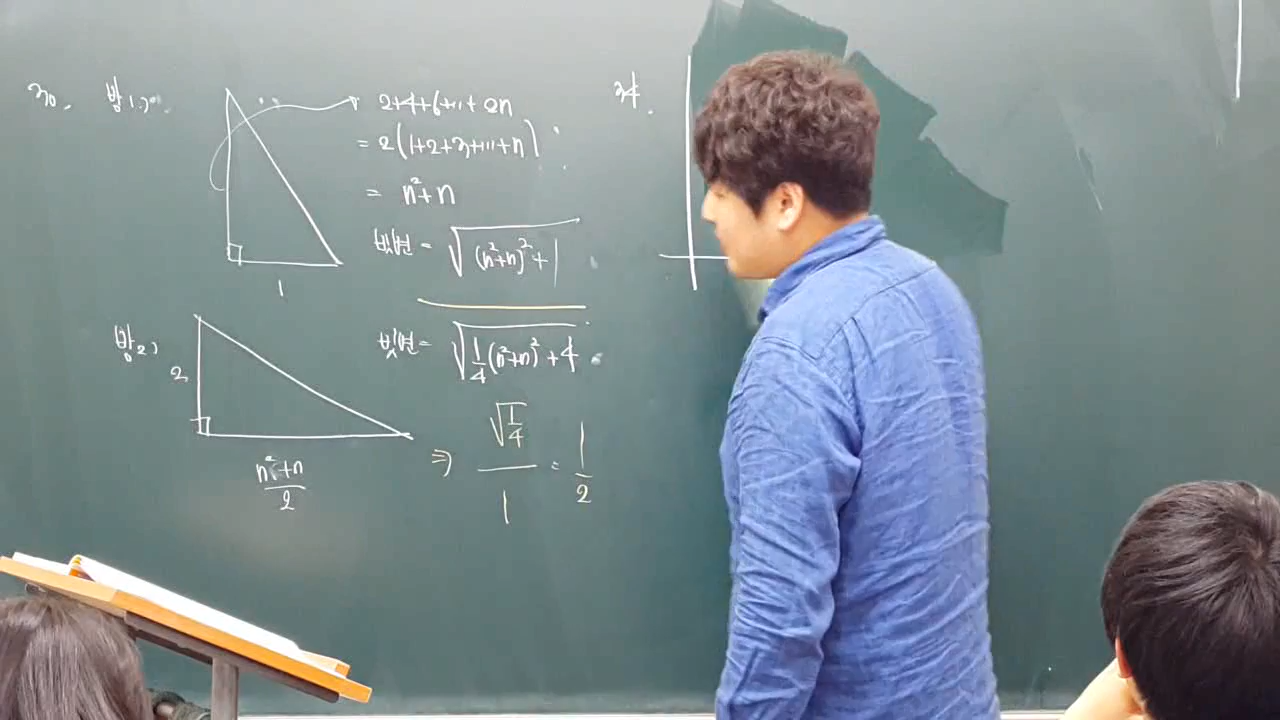 30. 방1)
2+4+6+...+2n
= 2(1+2+3+...+n)
= n²+n
빗변 = √((n²+n)²+1)
1
방2)
2
빗변 = √(1/4(n²+n)²+4)
(n²+n)/2
⇒ √(1/4)/1 = 1/2
34.